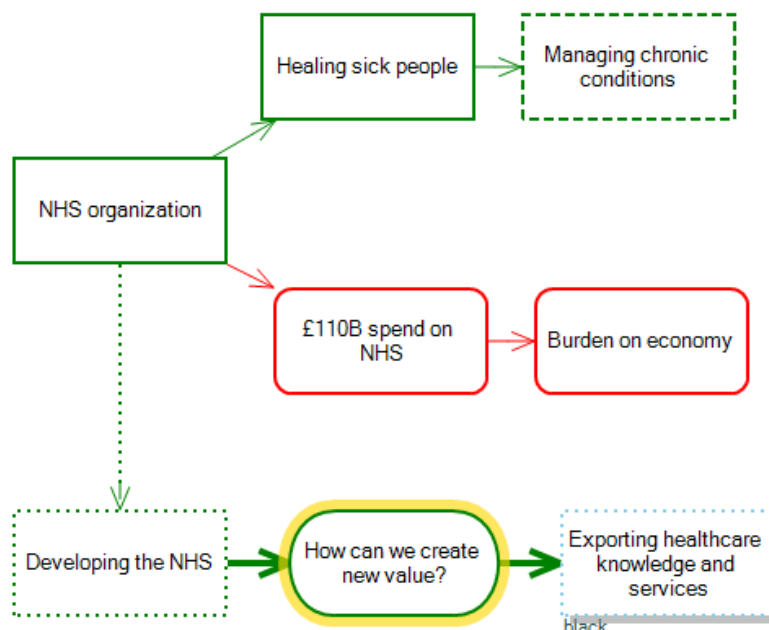 Healing sick people
Managing chronic
conditions
NHS organization
£110B spend on
NHS
Burden on economy
Developing the NHS
How can we create
new value?
Exporting healthcare
knowledge and
services
black